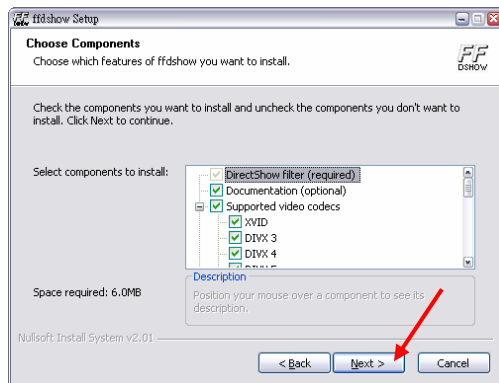 ffdshow Setup
Choose Components
Choose which features of ffdshow you want to install.
FF
DSHOW
Check the components you want to install and uncheck the components you don't want to
install. Click Next to continue.
Select components to install:
DirectShow filter (required)
Documentation (optional)
Supported video codecs
XVID
DIVX 3
DIVX 4
Description
Position your mouse over a component to see its
description.
Space required: 6.0MB
Nullsoft Install System v2.01
< Back
Next >
Cancel